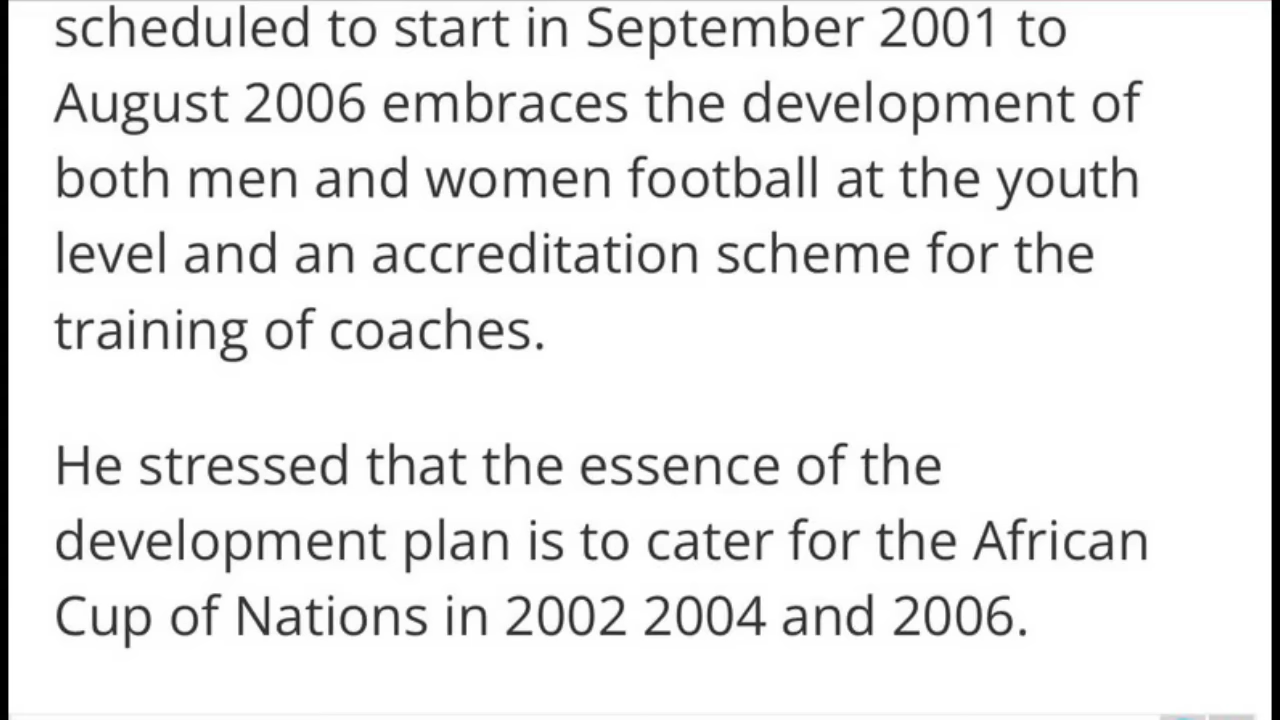 scheduled to start in September 2001 to
August 2006 embraces the development of
both men and women football at the youth
level and an accreditation scheme for the
training of coaches.
He stressed that the essence of the
development plan is to cater for the African
Cup of Nations in 2002 2004 and 2006.